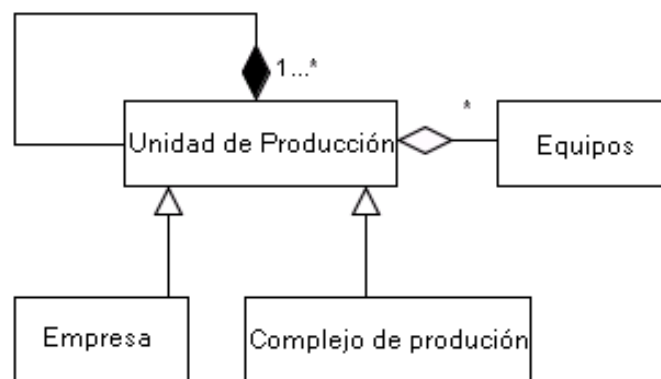 1...*
*
Unidad de Producción
Equipos
Empresa
Complejo de produción